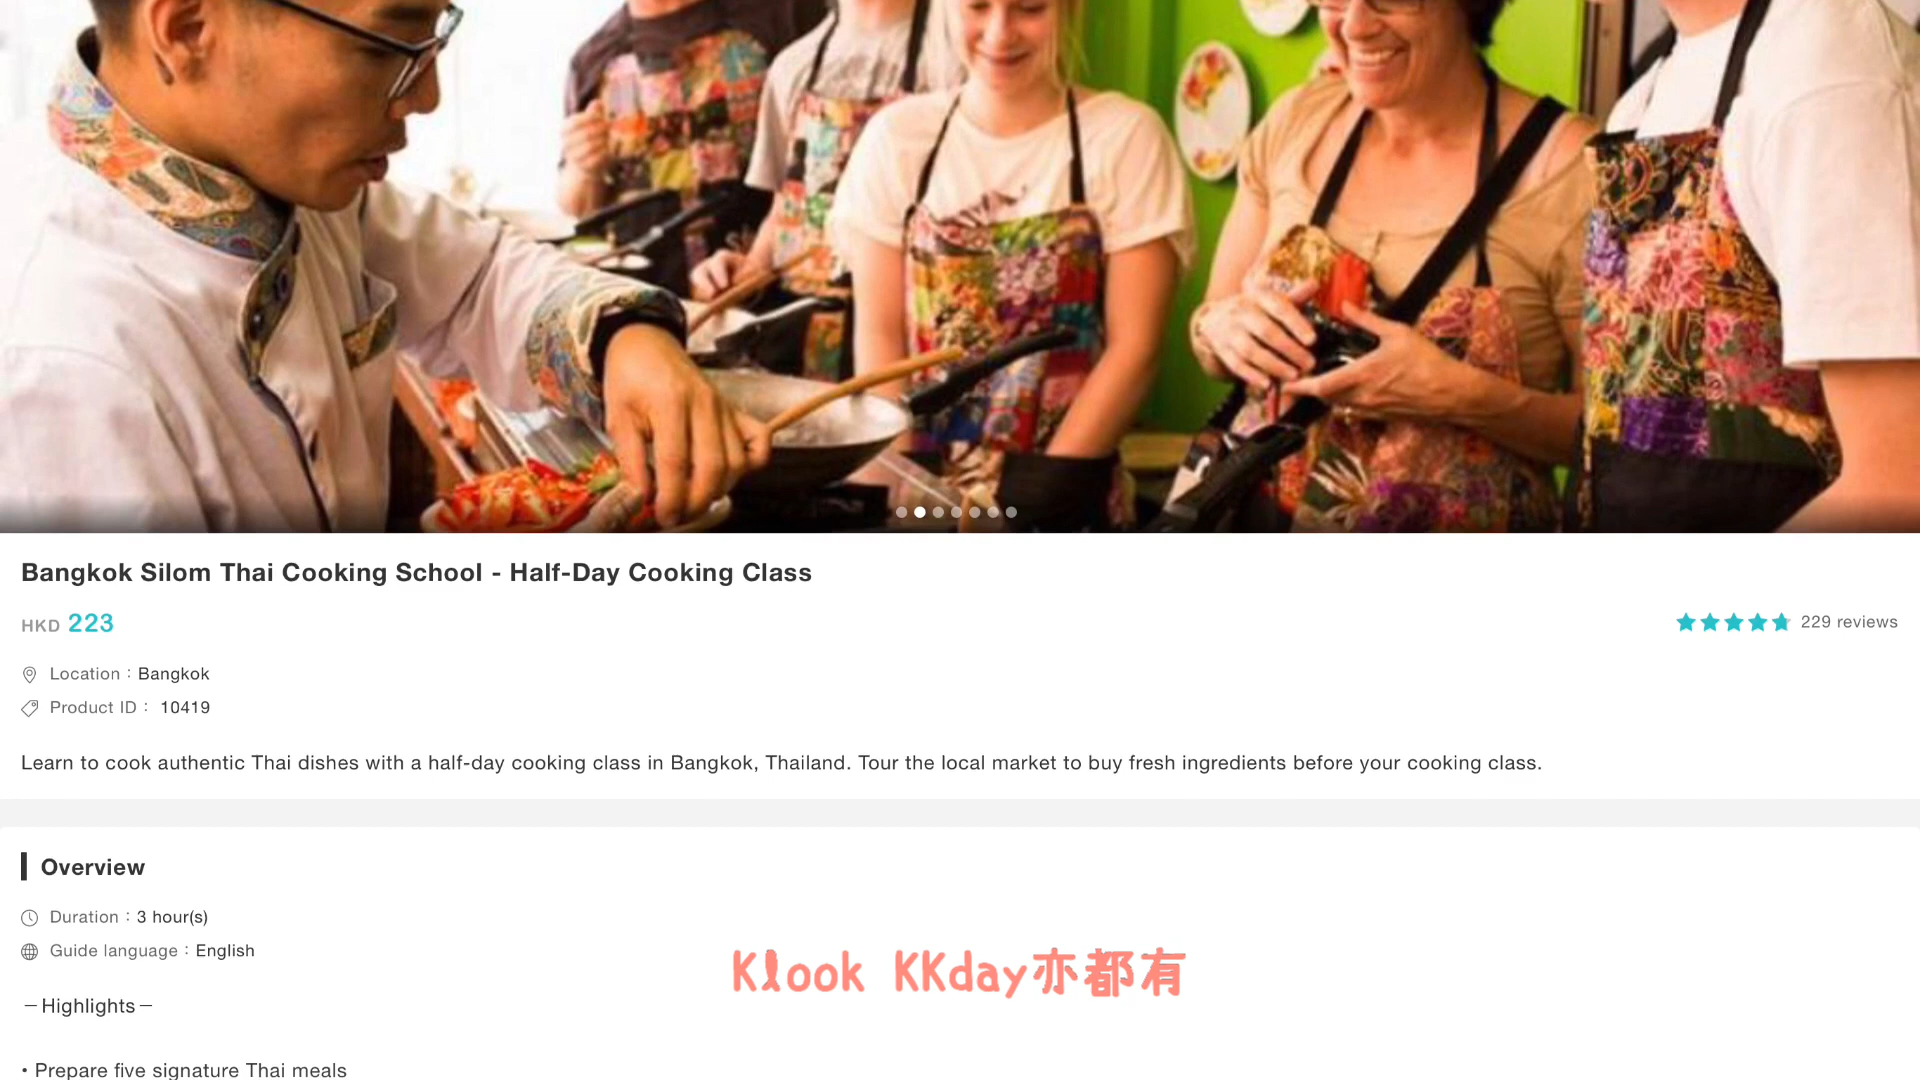 Bangkok Silom Thai Cooking School - Half-Day Cooking Class
HKD 223
229 reviews
Location : Bangkok
Product ID : 10419
Learn to cook authentic Thai dishes with a half-day cooking class in Bangkok, Thailand. Tour the local market to buy fresh ingredients before your cooking class.
Overview
Duration : 3 hour(s)
Guide language : English
Klook KKday亦都有
－Highlights－
• Prepare five signature Thai meals